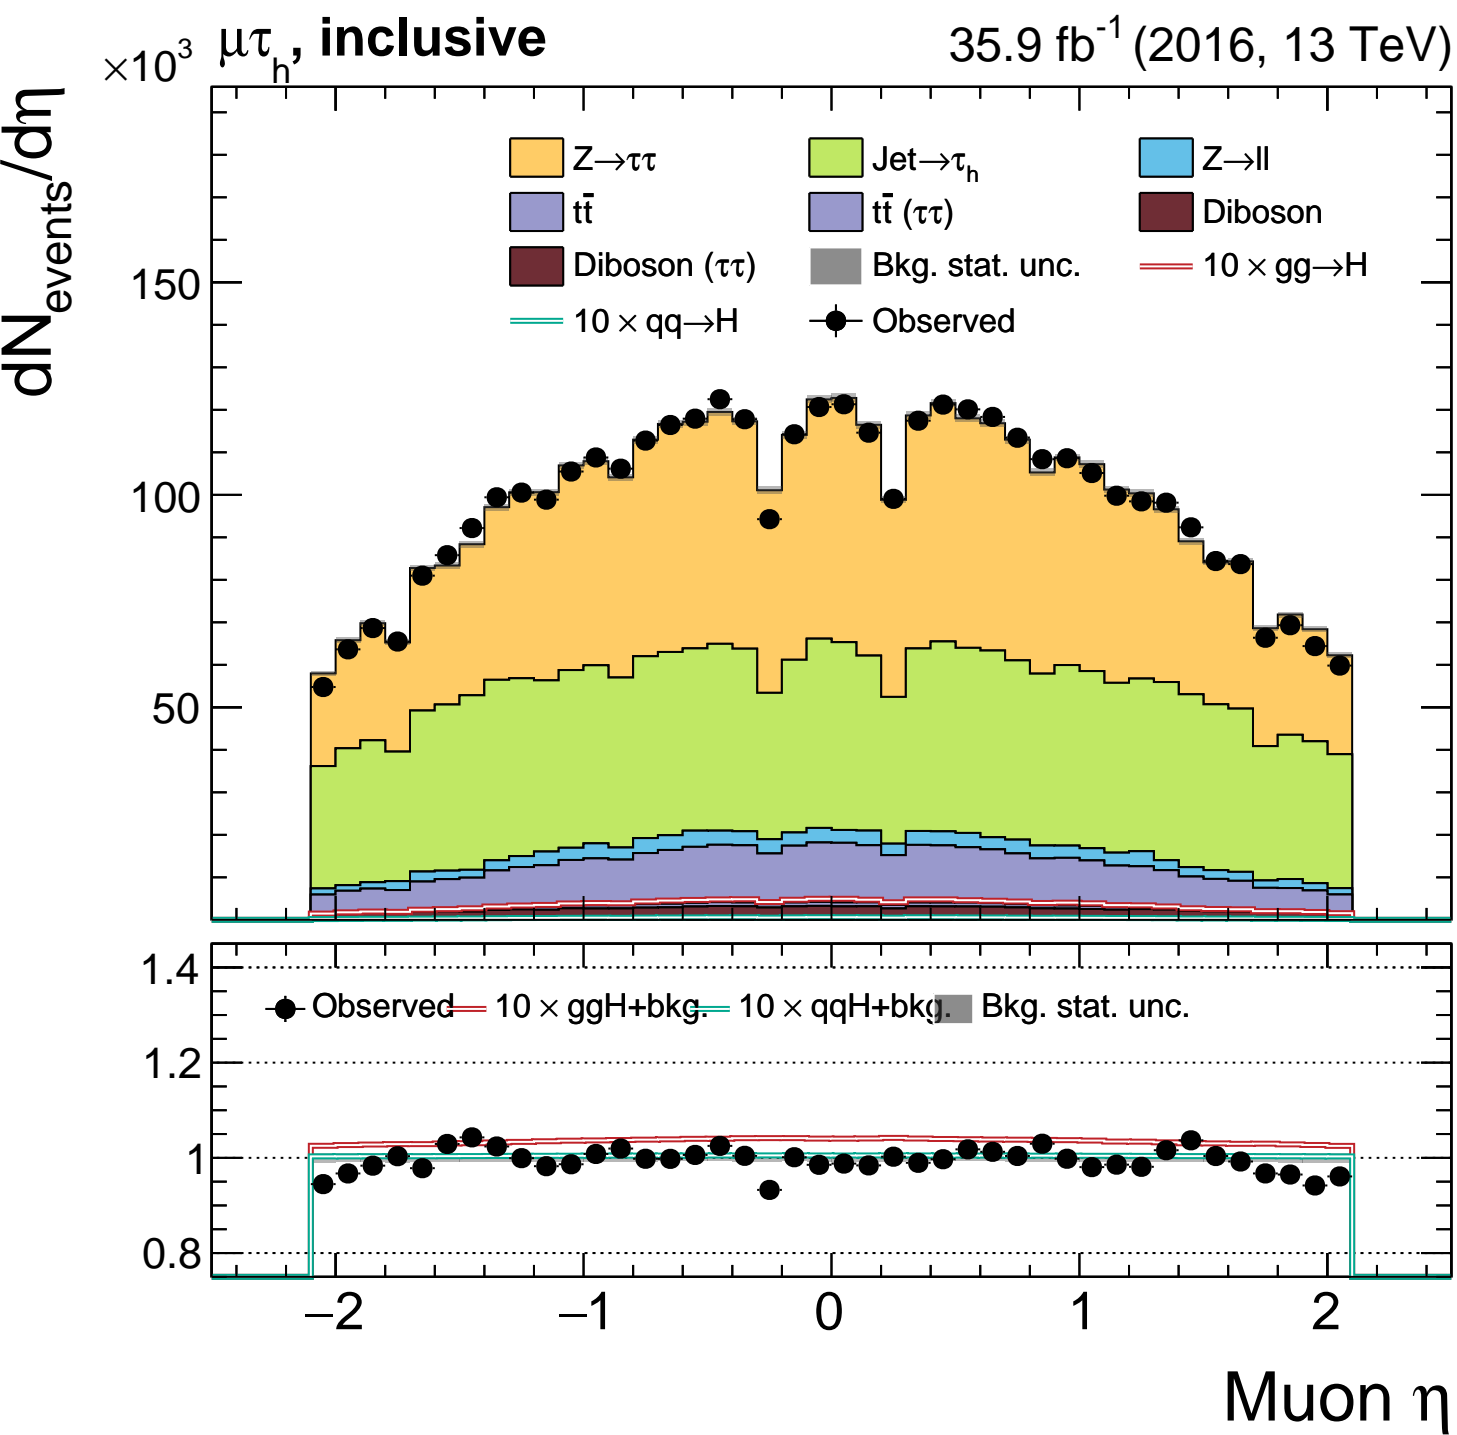 ×10³ μτₕ, inclusive 35.9 fb⁻¹ (2016, 13 TeV)
dN_events/dη
Z→ττ Jet→τₕ Z→ll
tt̄ tt̄ (ττ) Diboson
Diboson (ττ) Bkg. stat. unc. 10 × gg→H
10 × qq→H Observed
150
100
50
1.4
Observed 10 × ggH+bkg. 10 × qqH+bkg. Bkg. stat. unc.
1.2
1
0.8
−2 −1 0 1 2
Muon η